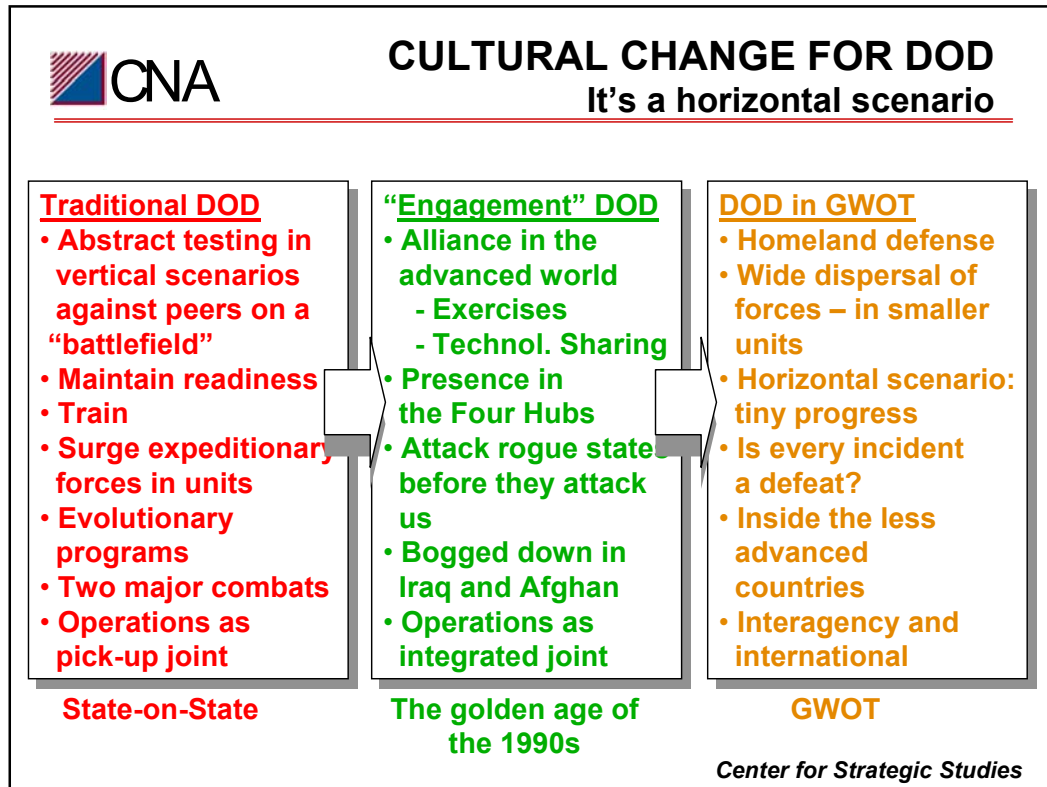 CNA
CULTURAL CHANGE FOR DOD
It's a horizontal scenario
Traditional DOD
• Abstract testing in
vertical scenarios
against peers on a
"battlefield"
• Maintain readiness
• Train
• Surge expeditionary
forces in units
• Evolutionary
programs
• Two major combats
• Operations as
pick-up joint
State-on-State
"Engagement" DOD
• Alliance in the
advanced world
- Exercises
- Technol. Sharing
• Presence in
the Four Hubs
• Attack rogue states
before they attack
us
• Bogged down in
Iraq and Afghan
• Operations as
integrated joint
The golden age of
the 1990s
DOD in GWOT
• Homeland defense
• Wide dispersal of
forces – in smaller
units
• Horizontal scenario:
tiny progress
• Is every incident
a defeat?
• Inside the less
advanced
countries
• Interagency and
international
GWOT
Center for Strategic Studies